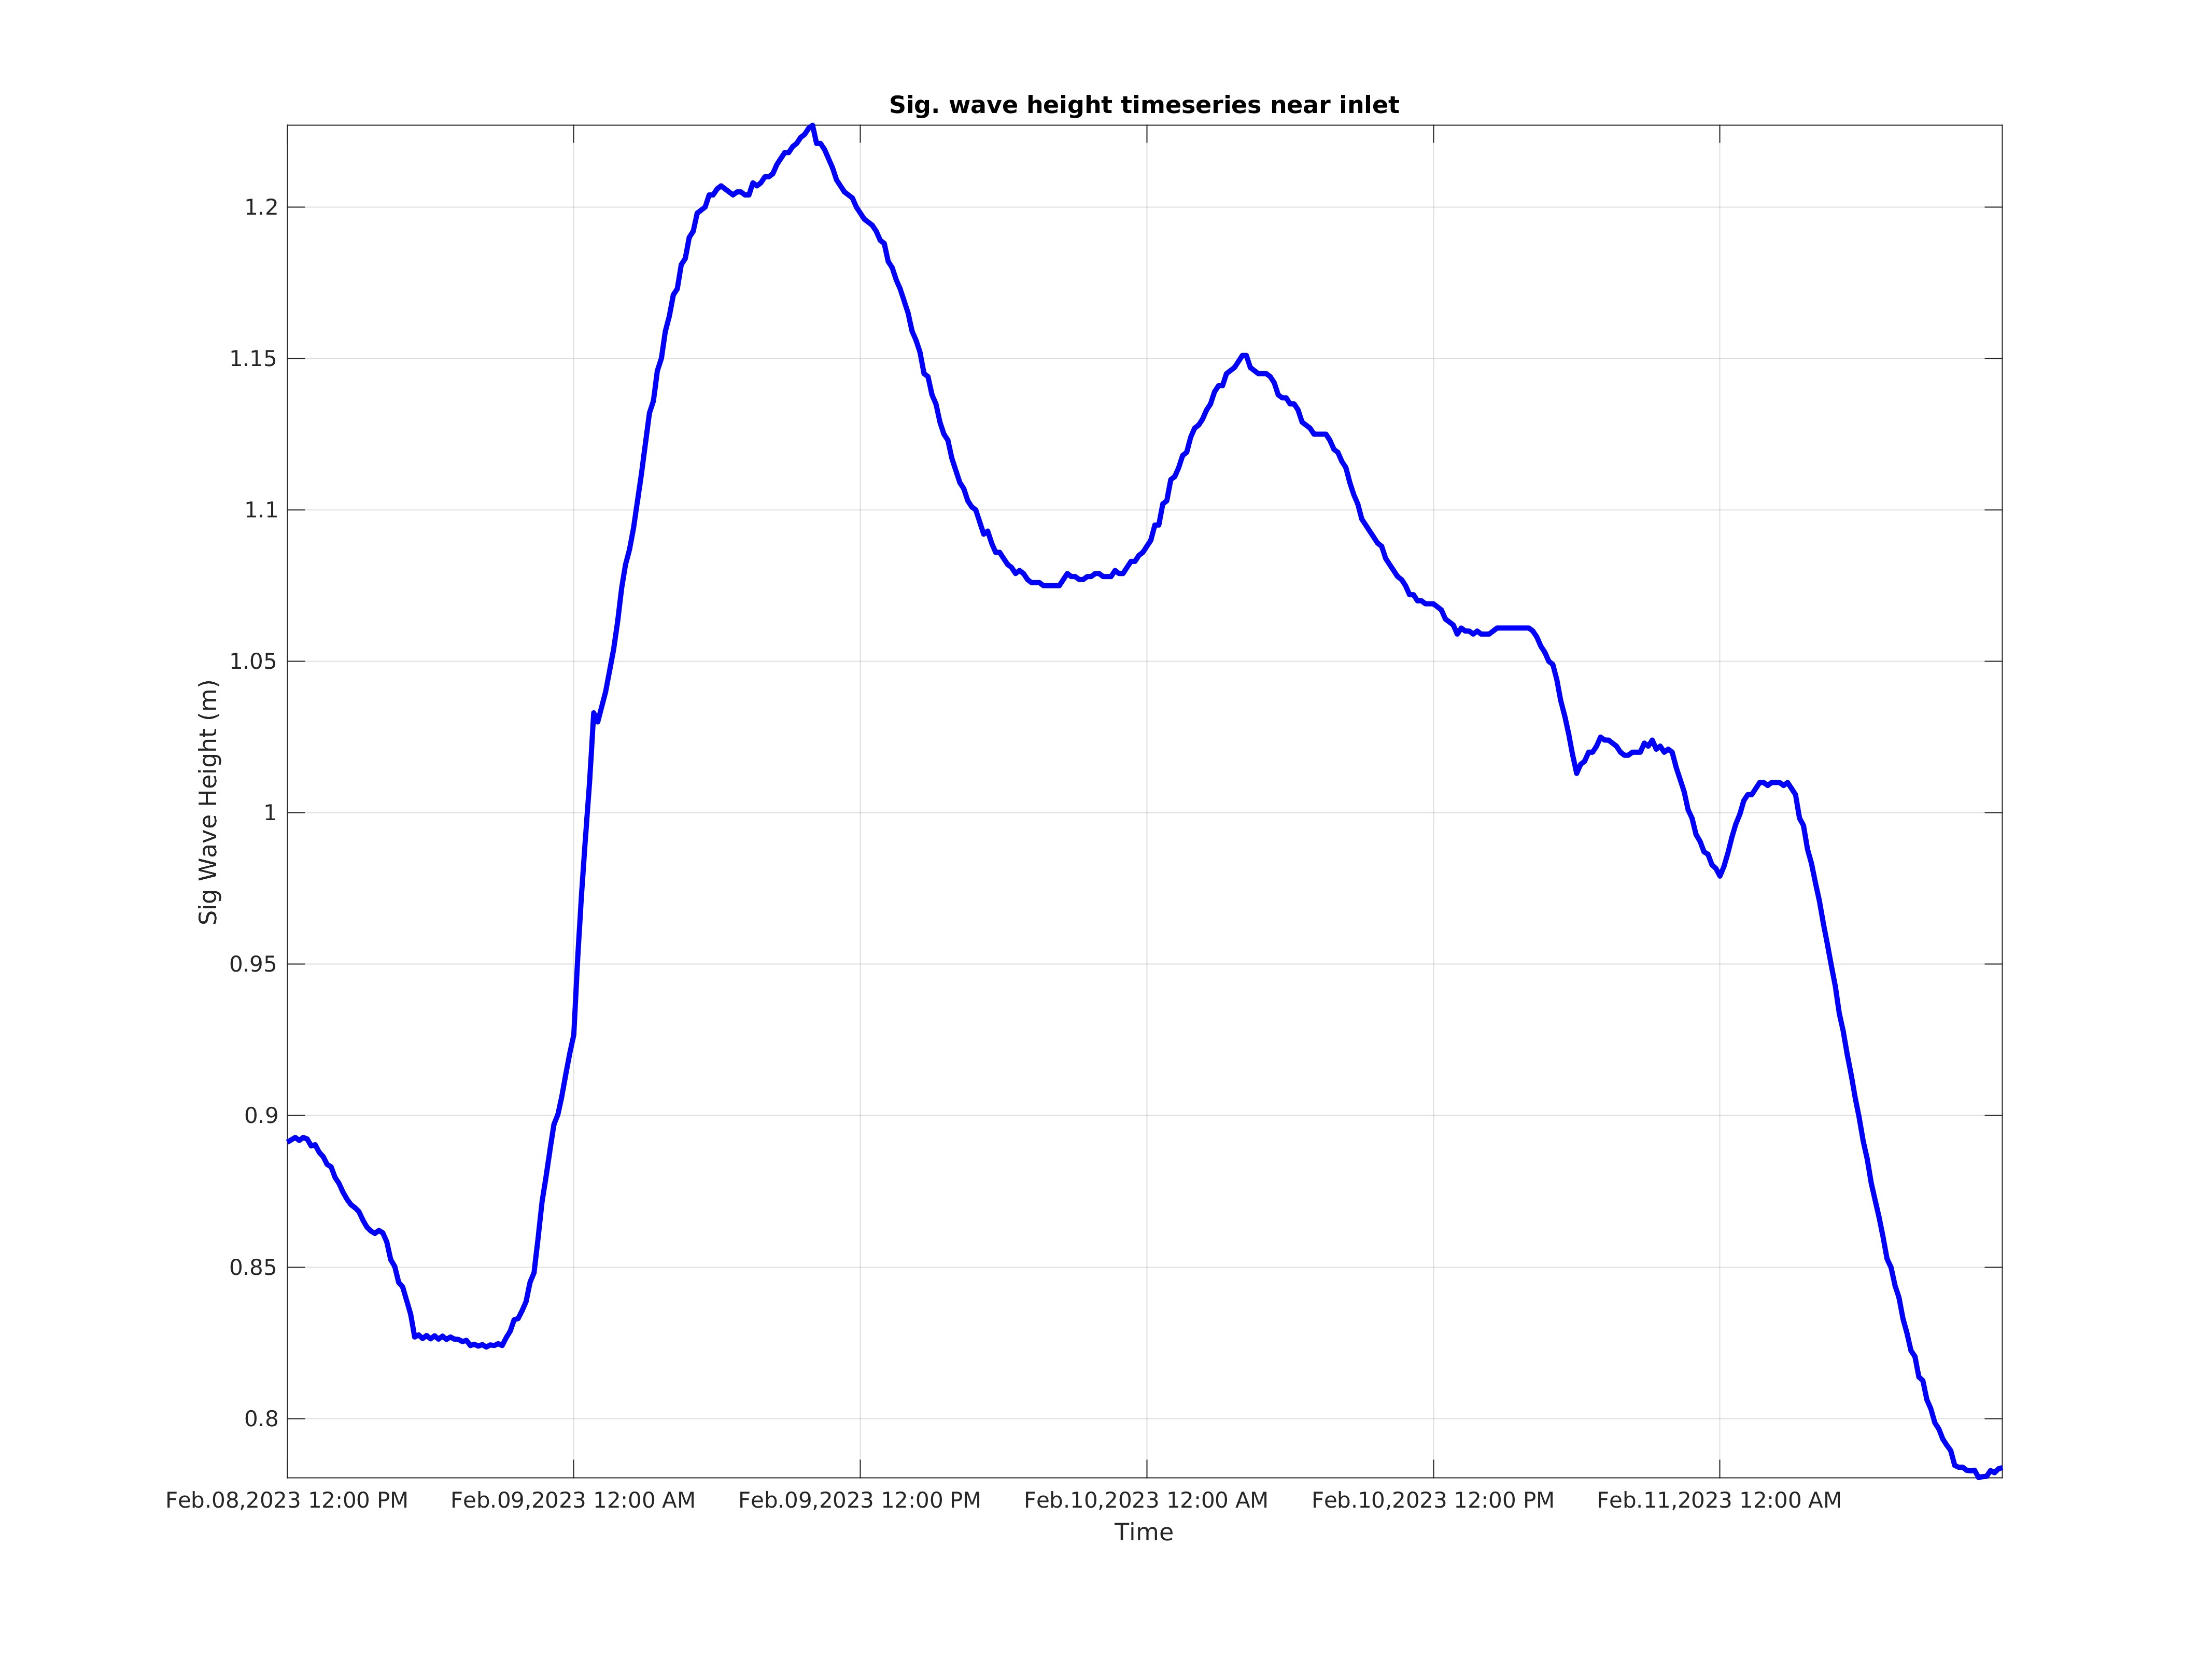 Sig. wave height timeseries near inlet
1.2
1.15
1.1
1.05
1
0.95
0.9
0.85
0.8
Sig Wave Height (m)
Feb.08,2023 12:00 PM Feb.09,2023 12:00 AM Feb.09,2023 12:00 PM Feb.10,2023 12:00 AM Feb.10,2023 12:00 PM Feb.11,2023 12:00 AM
Time